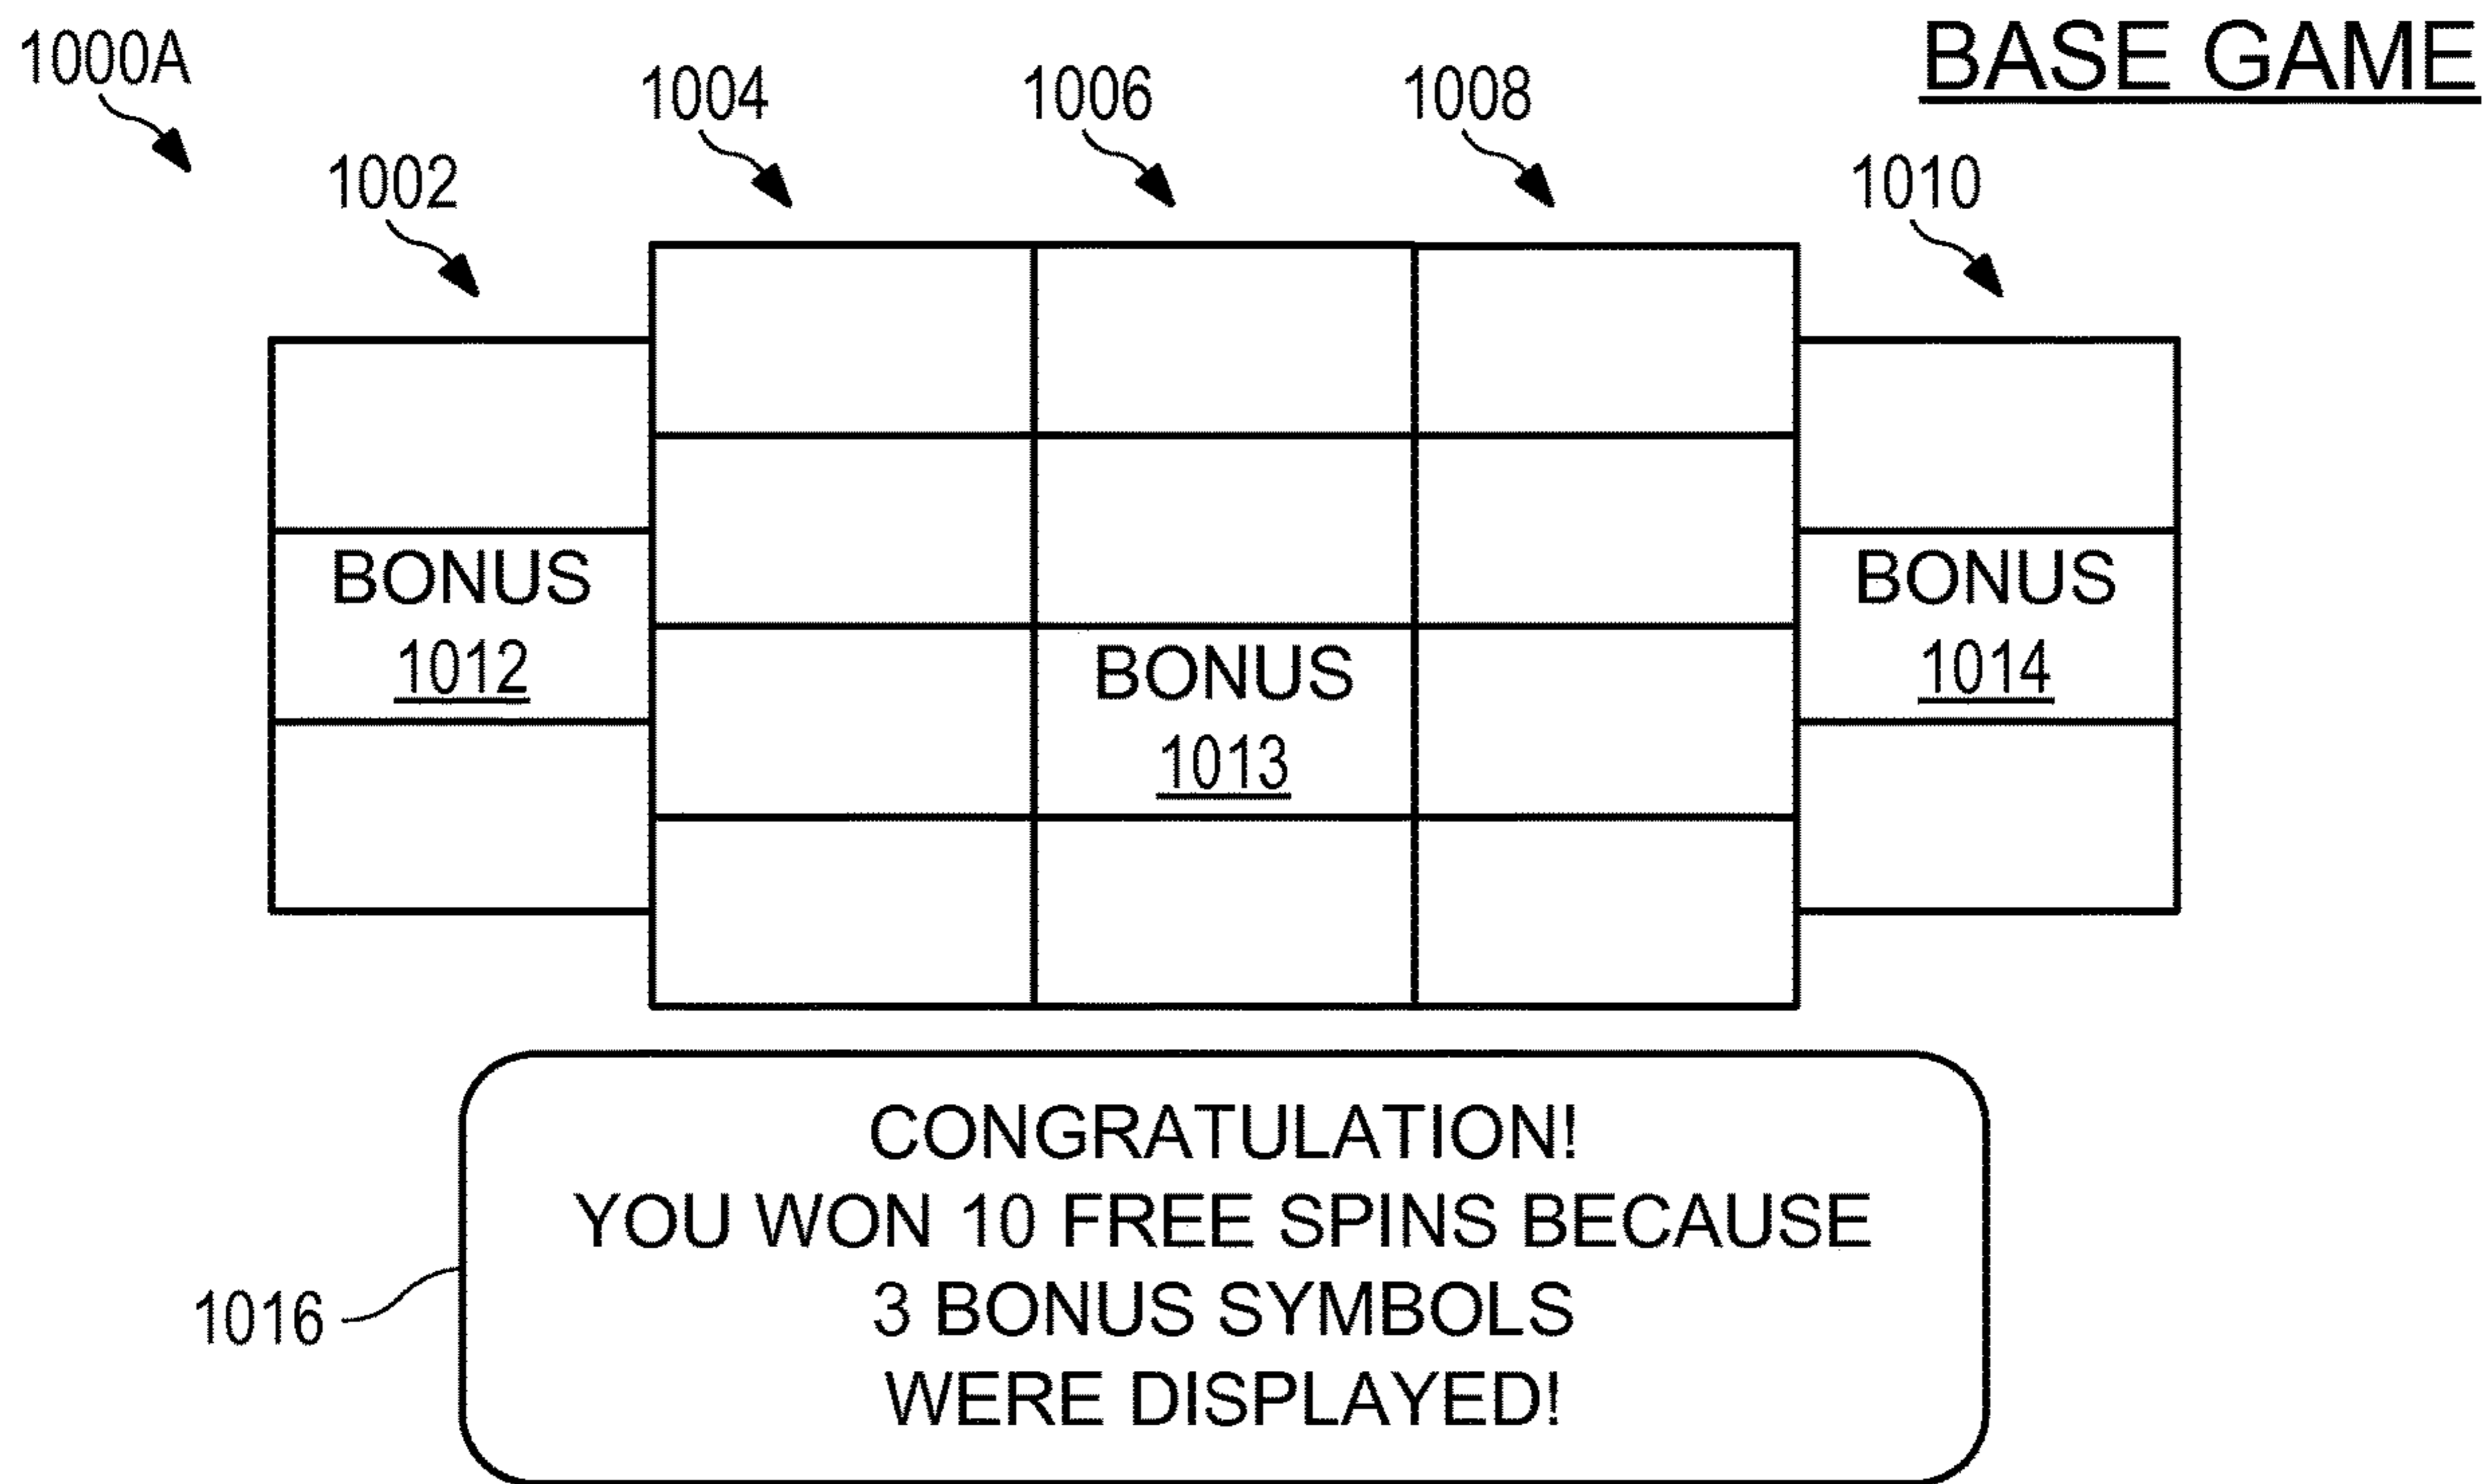 1000A
BASE GAME
1002
1004
1006
1008
1010
BONUS
1012
BONUS
1013
BONUS
1014
CONGRATULATION!
YOU WON 10 FREE SPINS BECAUSE
3 BONUS SYMBOLS
WERE DISPLAYED!
1016